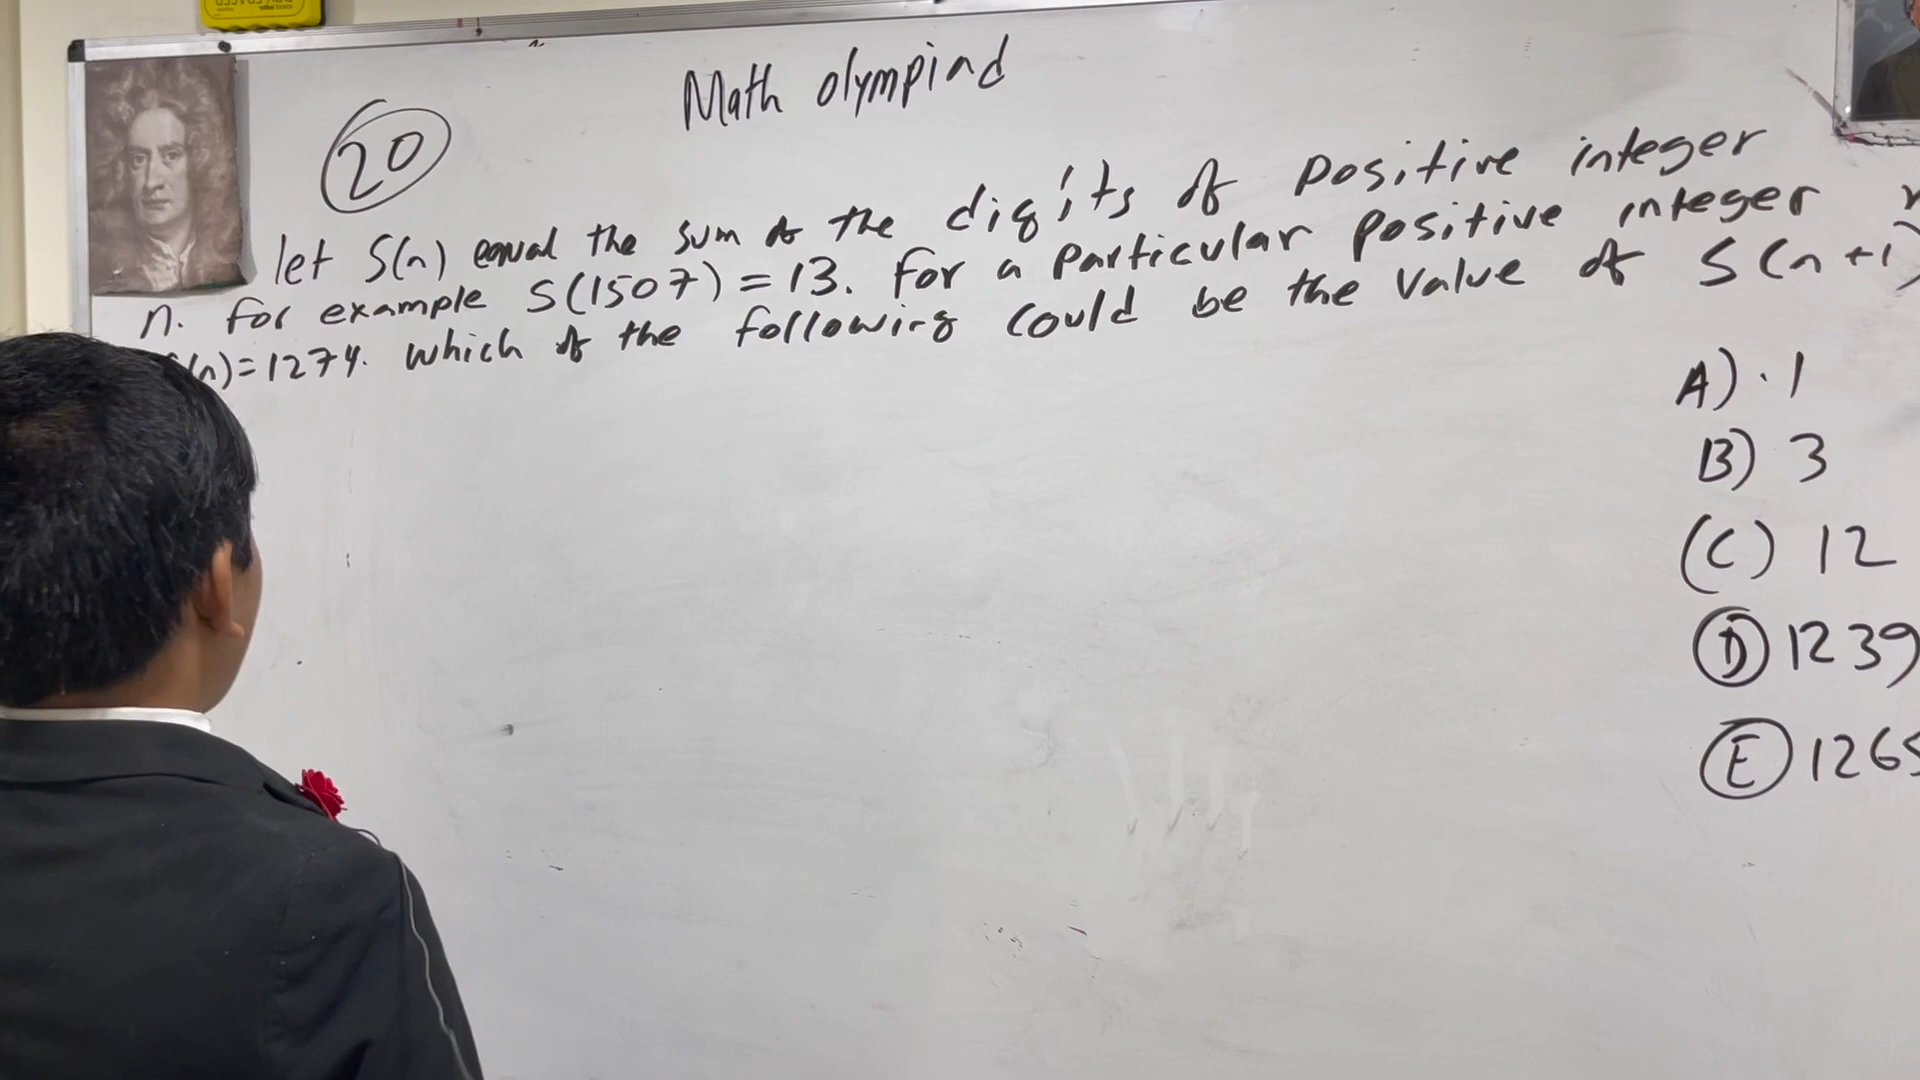 Math olympiad
20
let S(n) equal the sum of the digits of positive integer
n. for example S(1507) = 13. for a particular positive integer n
(n)=1274. which of the following could be the value of S(n+1)
A) 1
B) 3
(C) 12
D 1239
E 1265